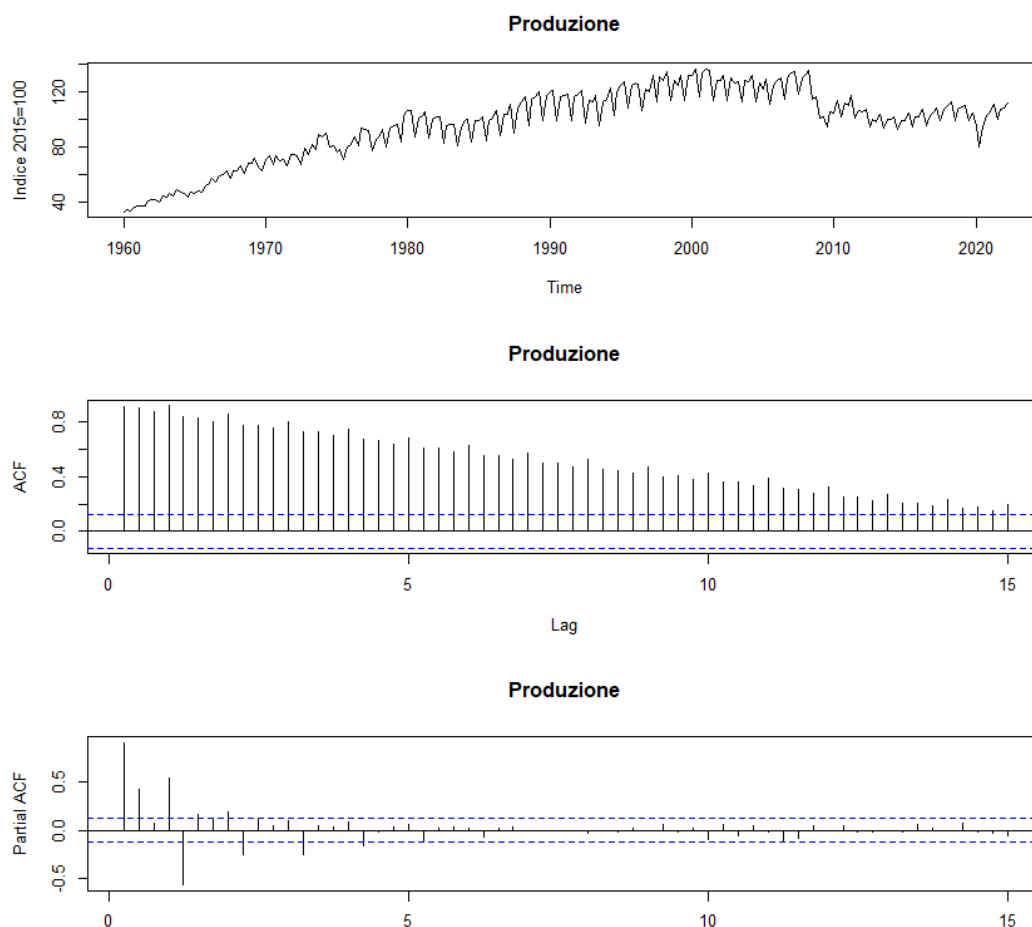 Produzione
Indice 2015=100
40 80 120
1960 1970 1980 1990 2000 2010 2020
Time
Produzione
ACF
0.0 0.4 0.8
0 5 10 15
Lag
Produzione
Partial ACF
-0.5 0.0 0.5
0 5 10 15